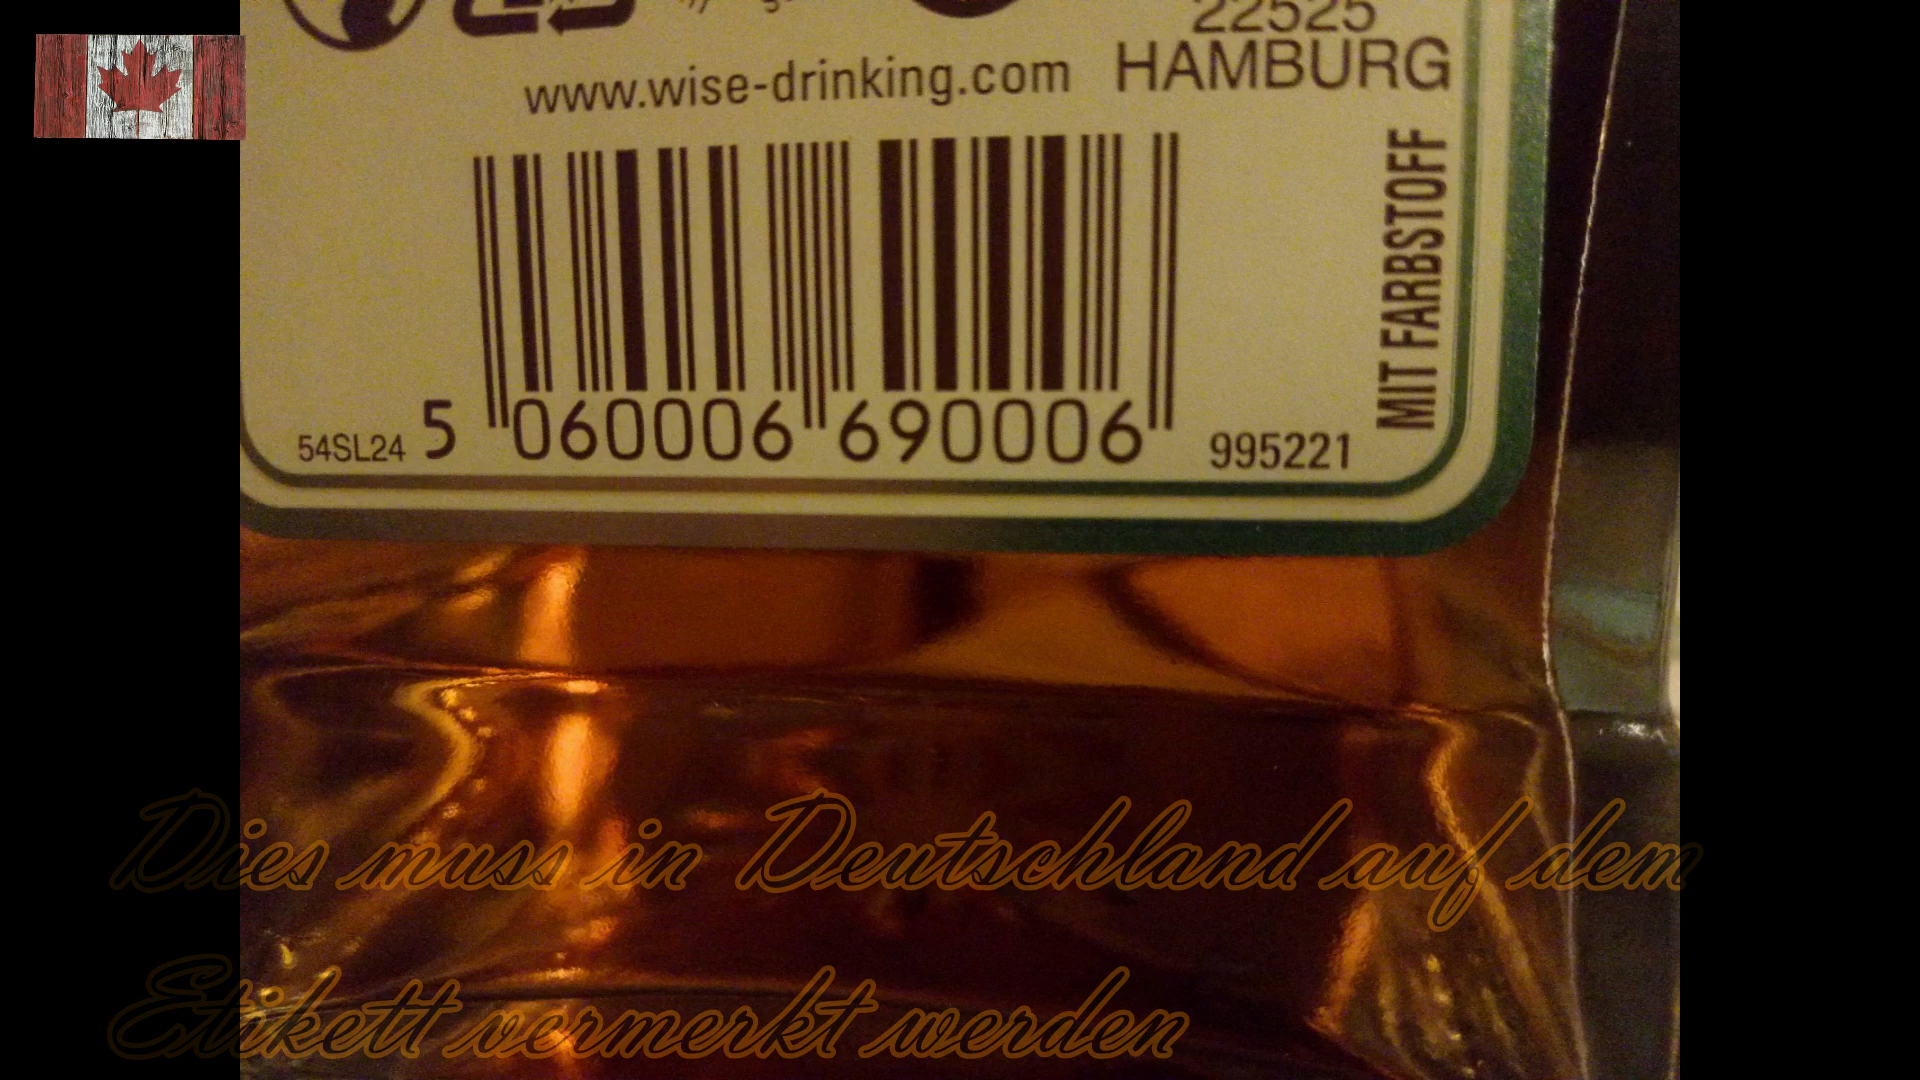 22525
HAMBURG
www.wise-drinking.com
MIT FARBSTOFF
54SL24 5 060006 690006 995221
Dies muss in Deutschland auf dem
Etikett vermerkt werden